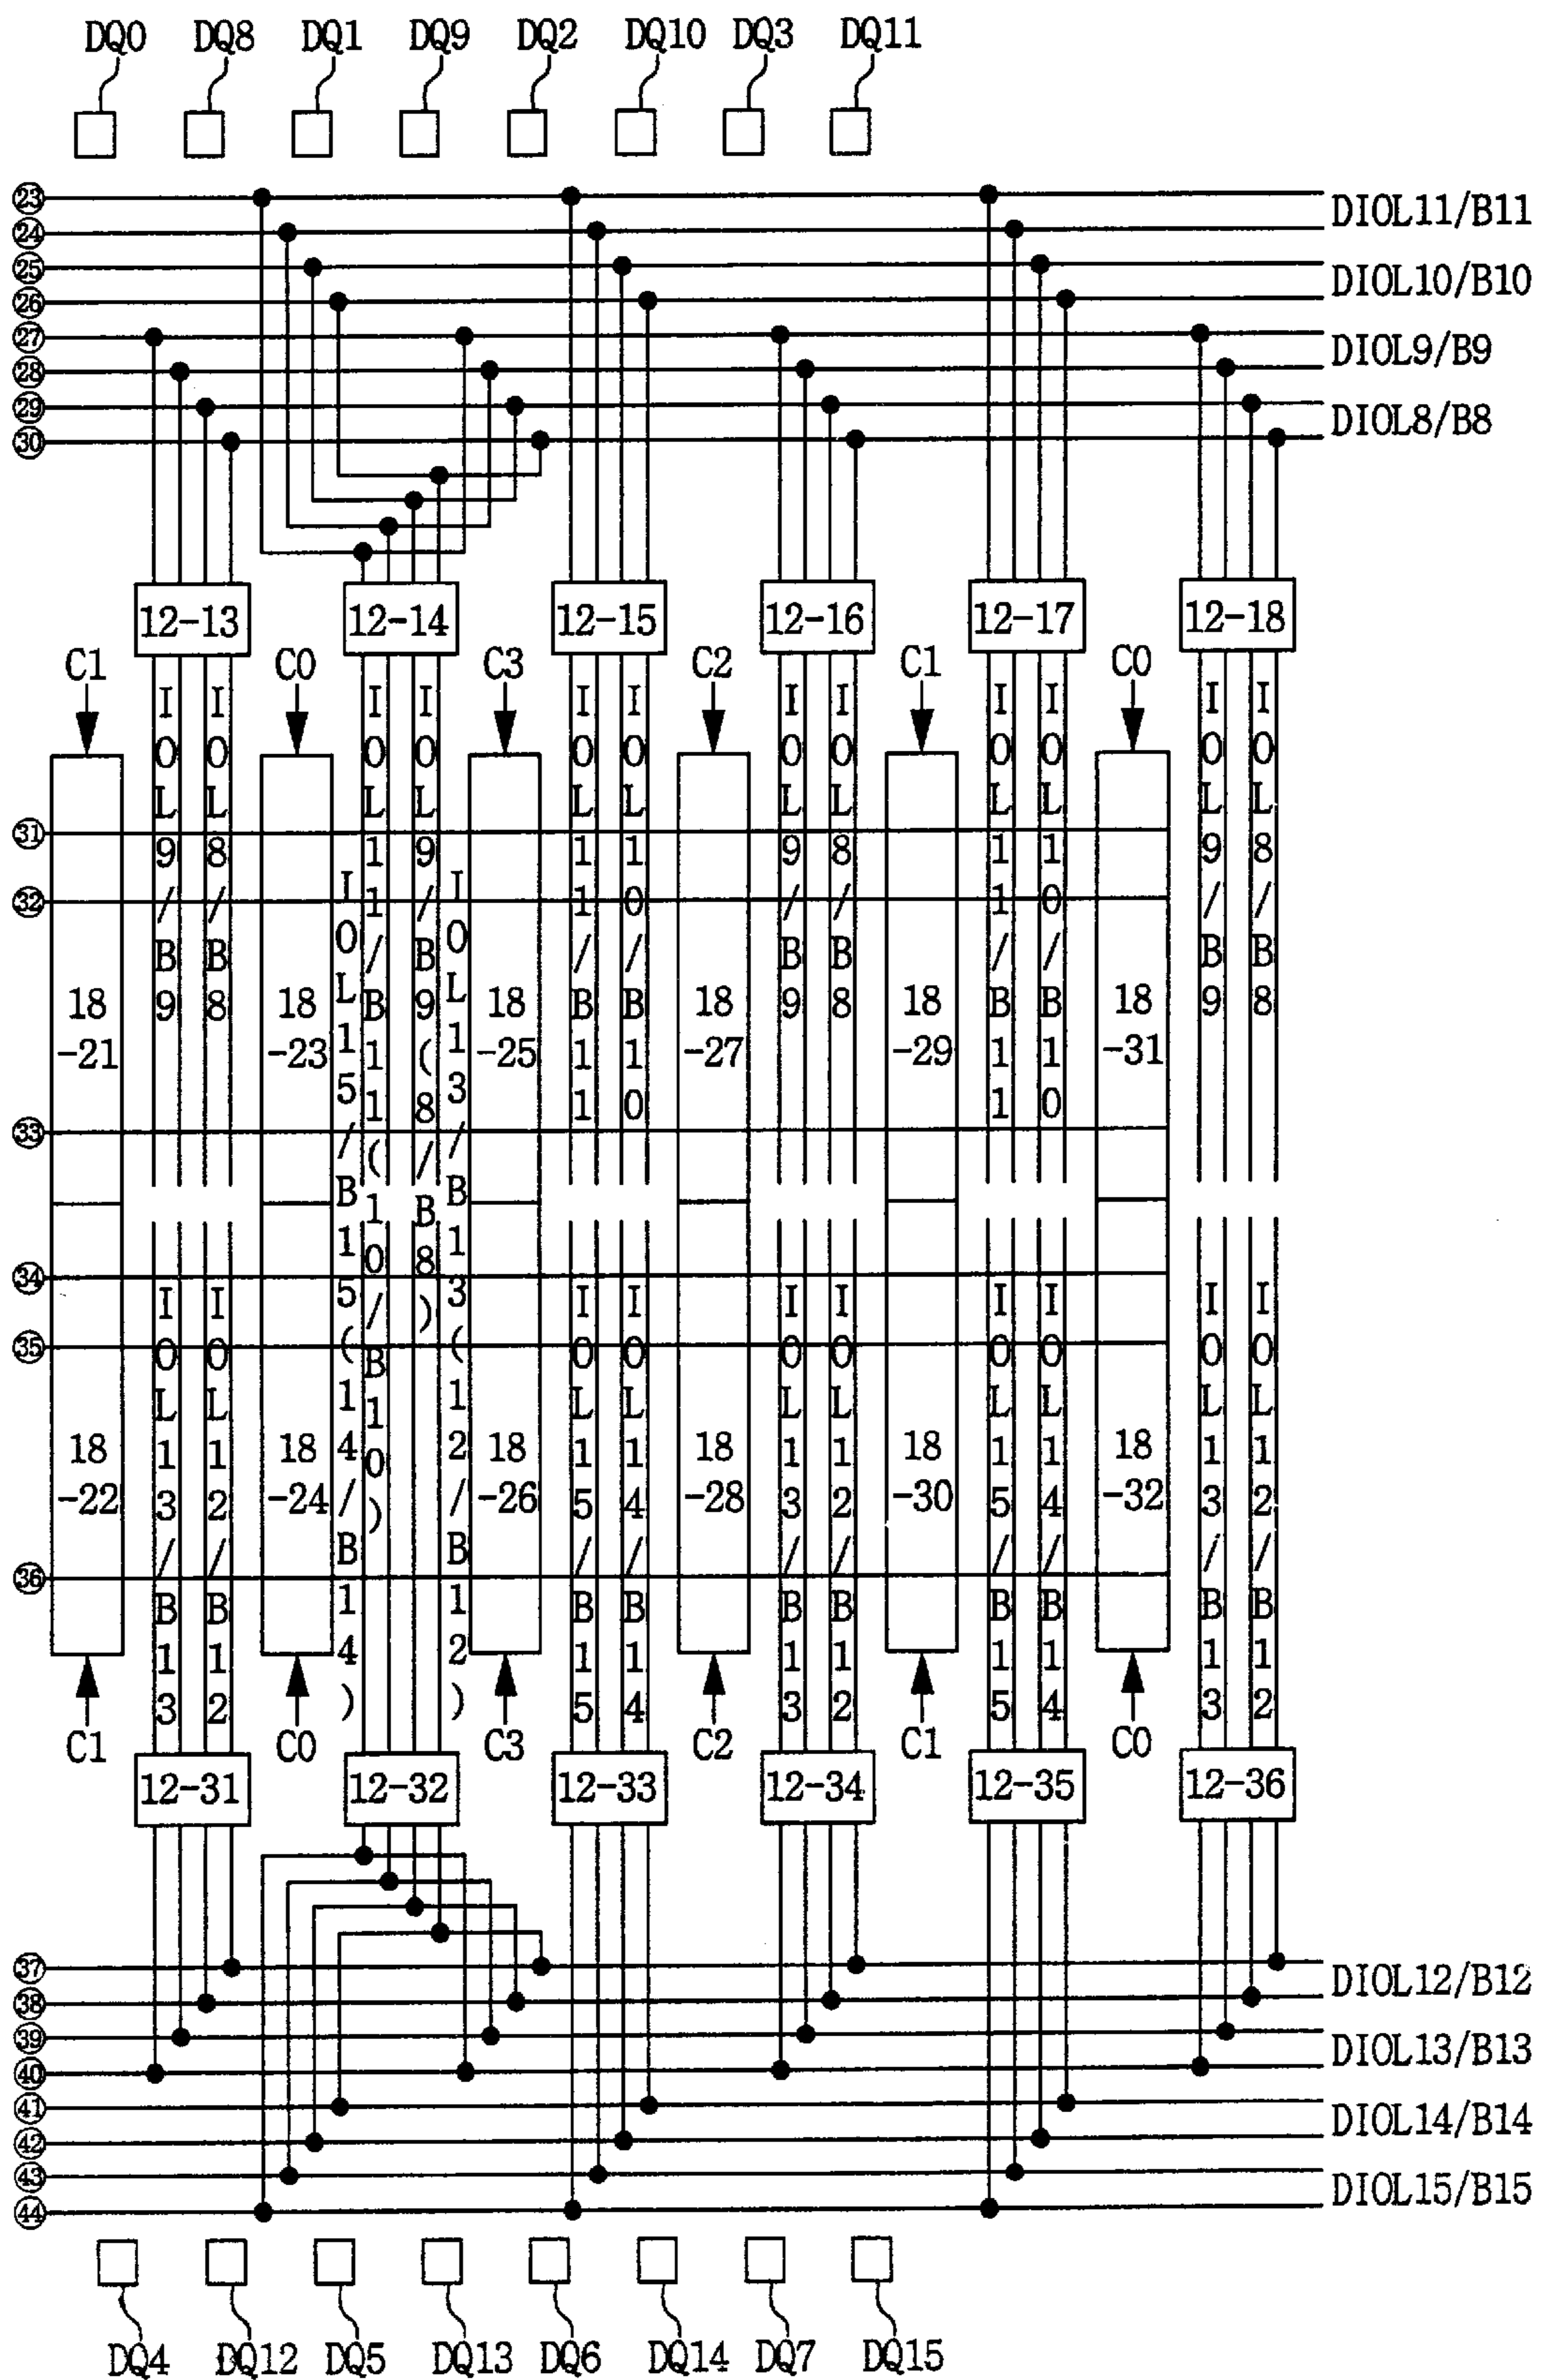 DQ0 DQ8 DQ1 DQ9 DQ2 DQ10 DQ3 DQ11
23
DIOL11/B11
24
25
DIOL10/B10
26
27
DIOL9/B9
28
29
DIOL8/B8
30
12-13 12-14 12-15 12-16 12-17 12-18
C1 C0 C3 C2 C1 C0
IOL9/B9
IOL8/B8
IOL11/B11(10/B10)
IOL9/B9(8/B8)
IOL11/B11
IOL10/B10
IOL9/B9
IOL8/B8
IOL11/B11
IOL10/B10
IOL9/B9
IOL8/B8
31
32
IOL15/B15(14/B14)
IOL13/B13(12/B12)
18 18 18 18 18 18
-21 -23 -25 -27 -29 -31
33
34
35
IOL13/B13
IOL12/B12
IOL15/B15
IOL14/B14
IOL13/B13
IOL12/B12
IOL15/B15
IOL14/B14
IOL13/B13
IOL12/B12
18 18 18 18 18 18
-22 -24 -26 -28 -30 -32
36
C1 C0 C3 C2 C1 C0
12-31 12-32 12-33 12-34 12-35 12-36
37
DIOL12/B12
38
39
DIOL13/B13
40
41
DIOL14/B14
42
43
DIOL15/B15
44
DQ4 DQ12 DQ5 DQ13 DQ6 DQ14 DQ7 DQ15